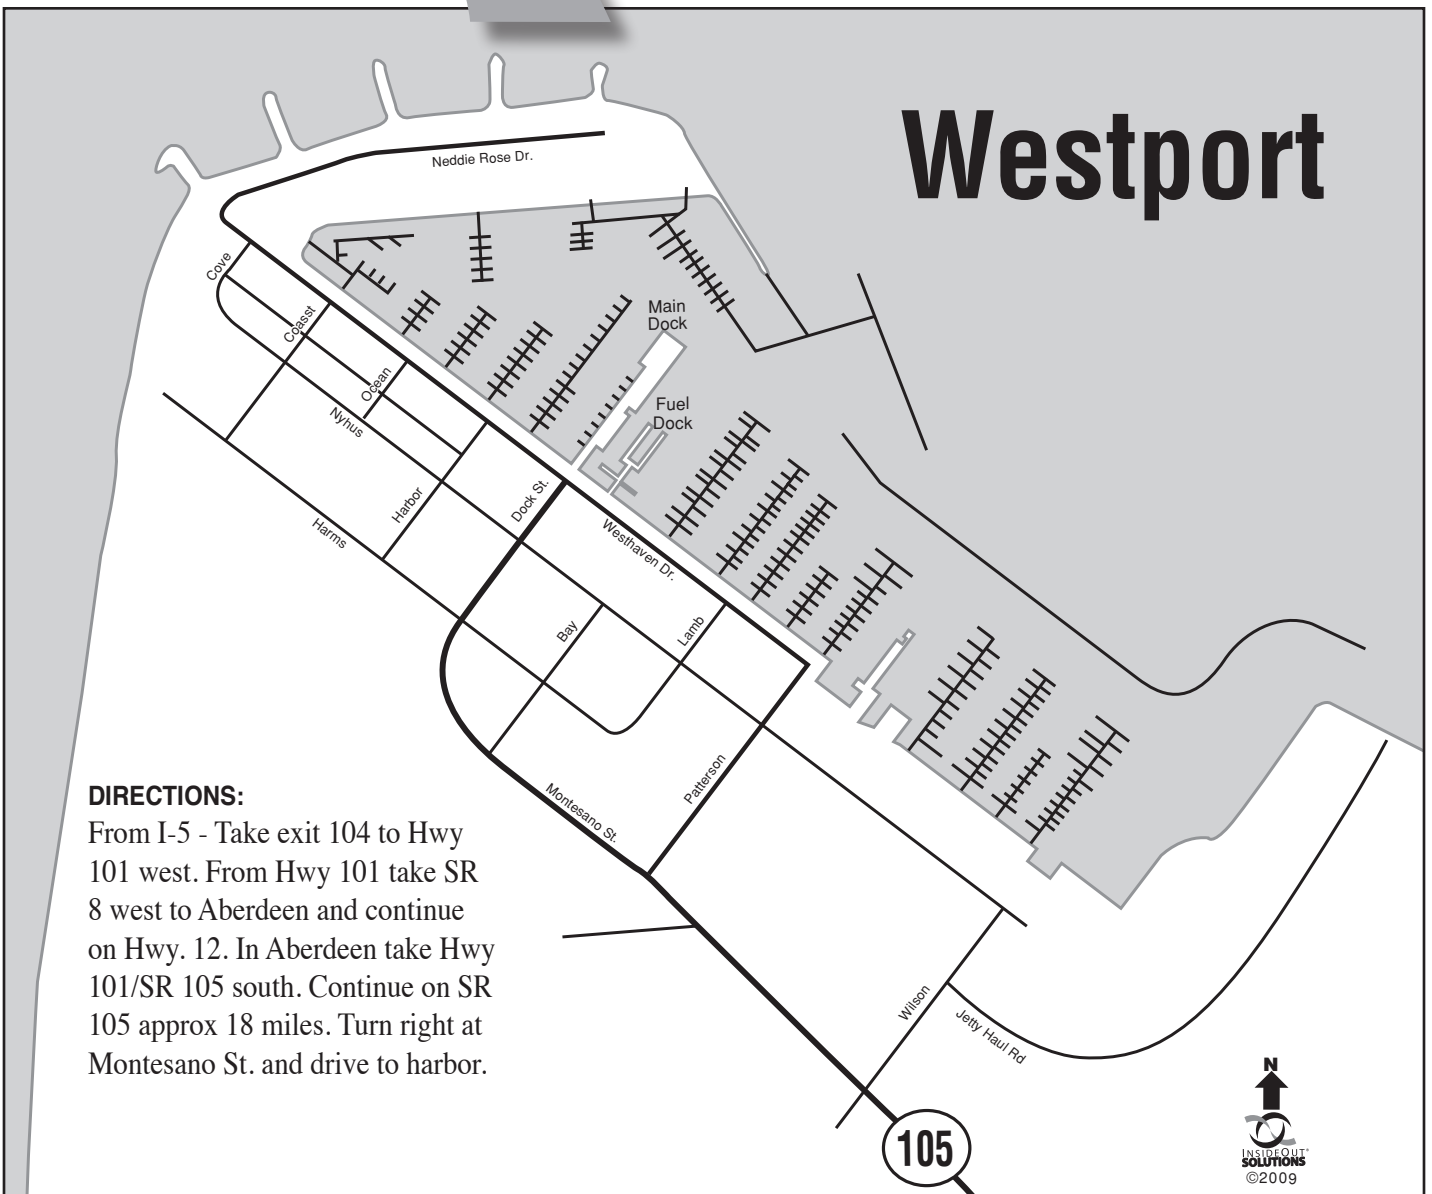 Westport
Neddie Rose Dr.
Cove
Coasst
Ocean
Nyhus
Main
Dock
Fuel
Dock
Harbor
Harms
Dock St.
Westhaven Dr.
Bay
Lamb
Patterson
Montesano St.
DIRECTIONS:
From I-5 - Take exit 104 to Hwy
101 west. From Hwy 101 take SR
8 west to Aberdeen and continue
on Hwy. 12. In Aberdeen take Hwy
101/SR 105 south. Continue on SR
105 approx 18 miles. Turn right at
Montesano St. and drive to harbor.
Wilson
Jetty Haul Rd
105
N
INSIDEOUT
SOLUTIONS
©2009